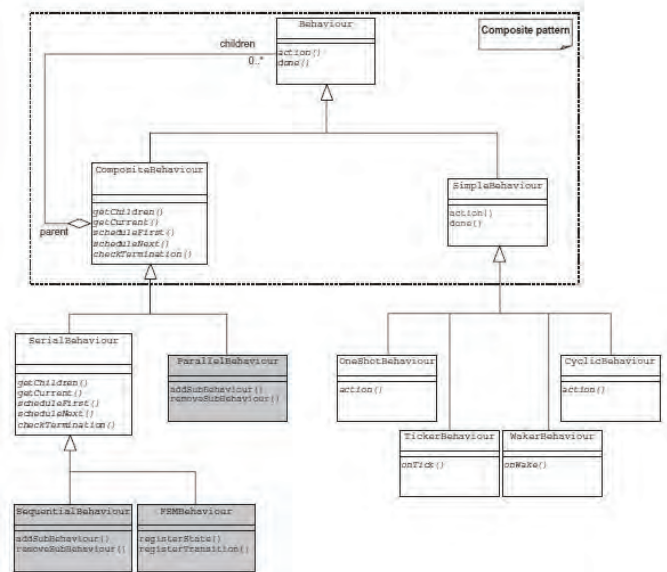 Behaviour
action()
done()
Composite pattern
children
0..*
CompositeBehaviour
getChildren()
getCurrent()
scheduleFirst()
scheduleNext()
checkTermination()
parent
SimpleBehaviour
action()
done()
SerialBehaviour
getChildren()
getCurrent()
scheduleFirst()
scheduleNext()
checkTermination()
ParallelBehaviour
addSubBehaviour()
removeSubBehaviour()
OneShotBehaviour
action()
CyclicBehaviour
action()
TickerBehaviour
onTick()
WakerBehaviour
onWake()
SequentialBehaviour
addSubBehaviour()
removeSubBehaviour()
FSMBehaviour
registerState()
registerTransition()